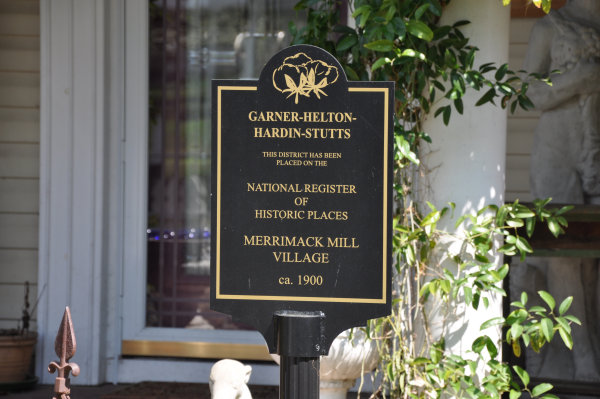 GARNER-HELTON-
HARDIN-STUTTS
THIS DISTRICT HAS BEEN
PLACED ON THE
NATIONAL REGISTER
OF
HISTORIC PLACES
MERRIMACK MILL
VILLAGE
ca. 1900